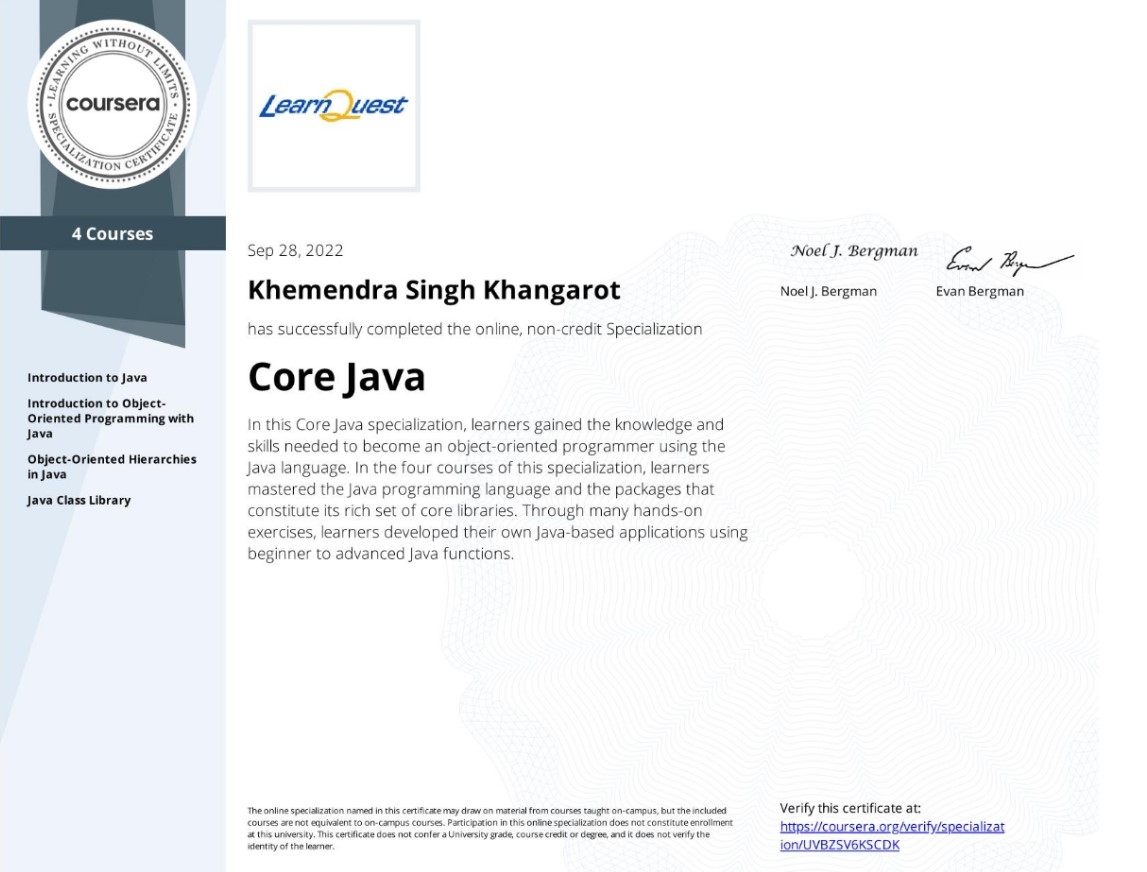 LEARNING WITHOUT LIMITS
coursera
SPECIALIZATION CERTIFICATE
4 Courses
Introduction to Java
Introduction to Object-
Oriented Programming with
Java
Object-Oriented Hierarchies
in Java
Java Class Library
LearnQuest
Sep 28, 2022
Khemendra Singh Khangarot
has successfully completed the online, non-credit Specialization
Core Java
In this Core Java specialization, learners gained the knowledge and
skills needed to become an object-oriented programmer using the
Java language. In the four courses of this specialization, learners
mastered the Java programming language and the packages that
constitute its rich set of core libraries. Through many hands-on
exercises, learners developed their own Java-based applications using
beginner to advanced Java functions.
Noel J. Bergman
Noel J. Bergman
Evan Bergman
The online specialization named in this certificate may draw on material from courses taught on-campus, but the included
courses are not equivalent to on-campus courses. Participation in this online specialization does not constitute enrollment
at this university. This certificate does not confer a University grade, course credit or degree, and it does not verify the
identity of the learner.
Verify this certificate at:
https://coursera.org/verify/specializat
ion/UVBZSV6KSCDK